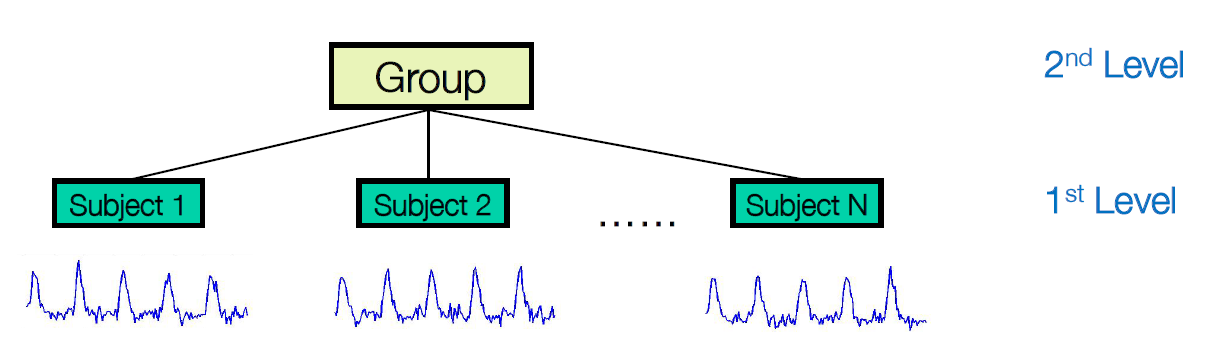 Group
2nd Level
Subject 1
Subject 2
......
Subject N
1st Level